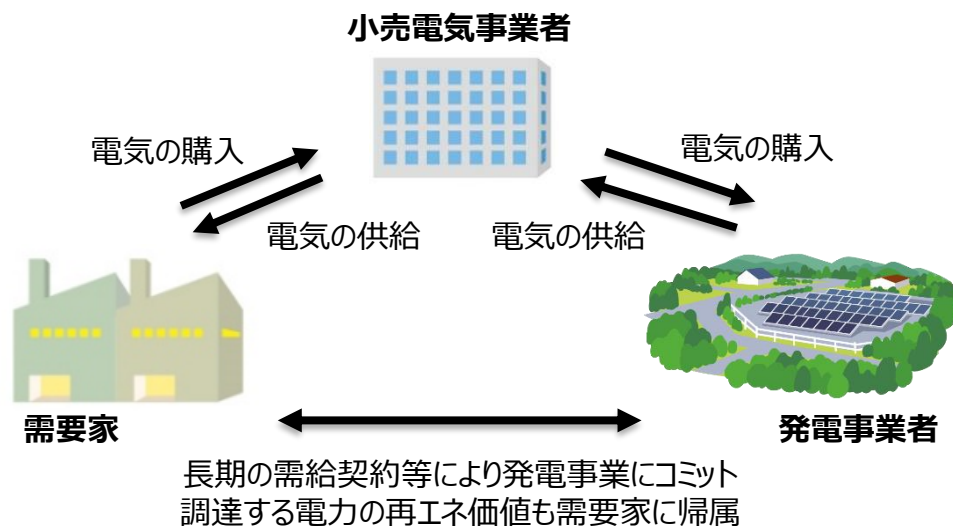 小売電気事業者
電気の購入
電気の購入
電気の供給
電気の供給
需要家
発電事業者
長期の需給契約等により発電事業にコミット
調達する電力の再エネ価値も需要家に帰属